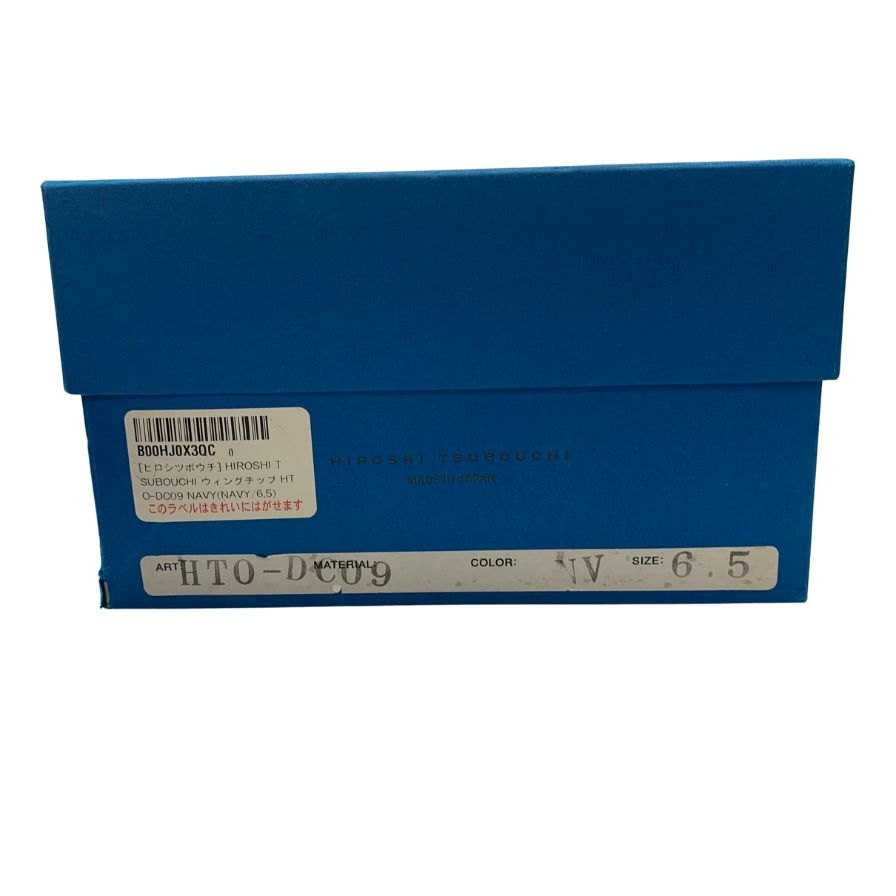 B00HJ0X3QC 0
[ヒロシツボウチ] HIROSHI T
SUBOUCHI ウィングチップ HT
O-DC09 NAVY(NAVY/6.5)
このラベルはきれいにはがせます
HIROSHI TSUBOUCHI
MADE IN JAPAN
ART: HTO-DC09 MATERIAL: COLOR: NV SIZE: 6.5